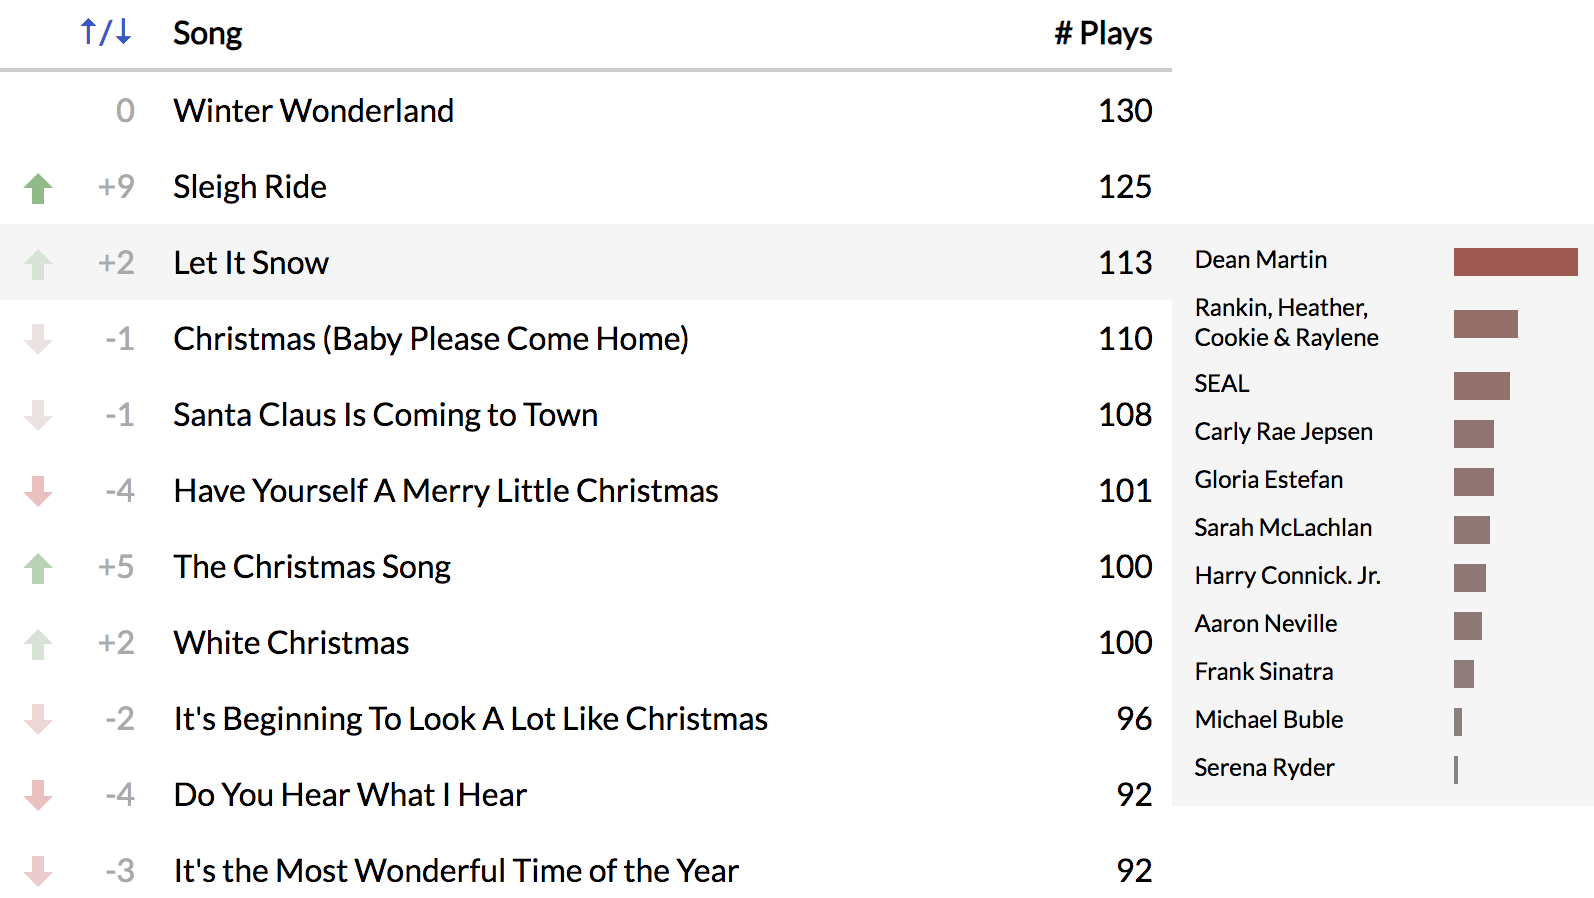 ↑/↓ Song # Plays
0 Winter Wonderland 130
+9 Sleigh Ride 125
+2 Let It Snow 113
-1 Christmas (Baby Please Come Home) 110
-1 Santa Claus Is Coming to Town 108
-4 Have Yourself A Merry Little Christmas 101
+5 The Christmas Song 100
+2 White Christmas 100
-2 It's Beginning To Look A Lot Like Christmas 96
-4 Do You Hear What I Hear 92
-3 It's the Most Wonderful Time of the Year 92
Dean Martin
Rankin, Heather,
Cookie & Raylene
SEAL
Carly Rae Jepsen
Gloria Estefan
Sarah McLachlan
Harry Connick. Jr.
Aaron Neville
Frank Sinatra
Michael Buble
Serena Ryder